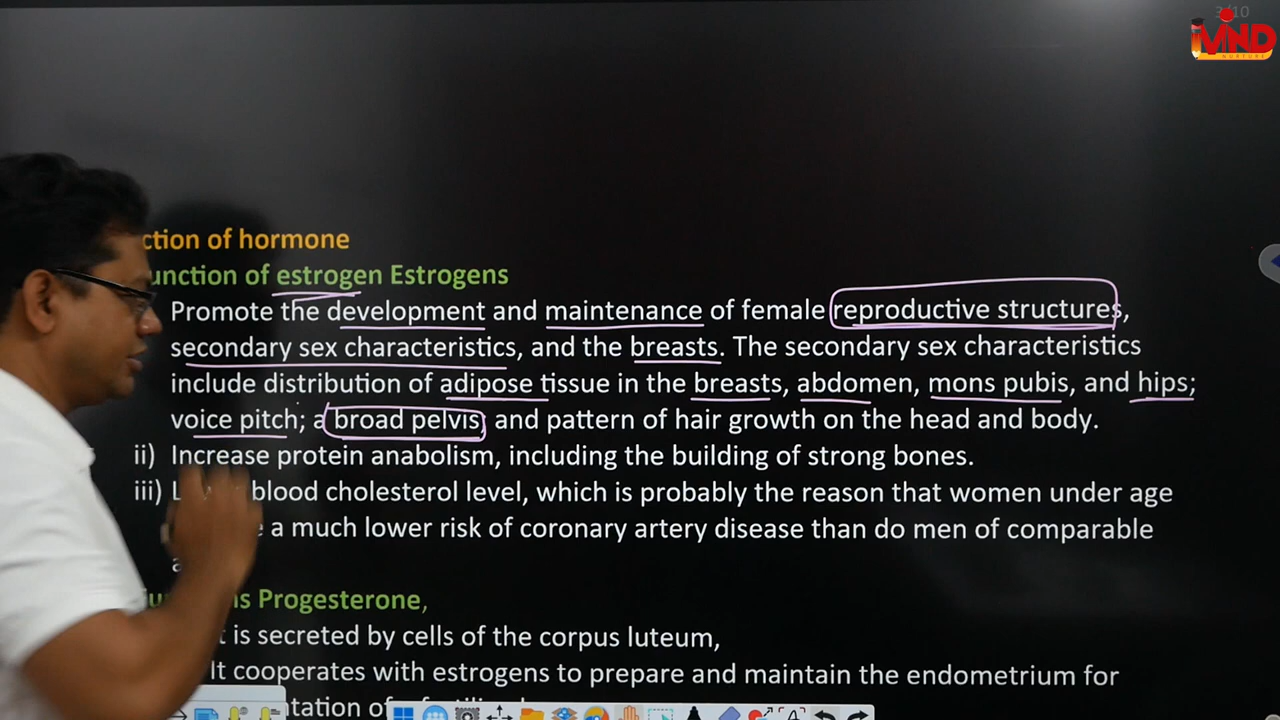 3/10
MIND
NURTURE
ction of hormone
unction of estrogen Estrogens
Promote the development and maintenance of female reproductive structures,
secondary sex characteristics, and the breasts. The secondary sex characteristics
include distribution of adipose tissue in the breasts, abdomen, mons pubis, and hips;
voice pitch; a broad pelvis; and pattern of hair growth on the head and body.
ii) Increase protein anabolism, including the building of strong bones.
iii) blood cholesterol level, which is probably the reason that women under age
a much lower risk of coronary artery disease than do men of comparable
Progesterone,
t is secreted by cells of the corpus luteum,
It cooperates with estrogens to prepare and maintain the endometrium for